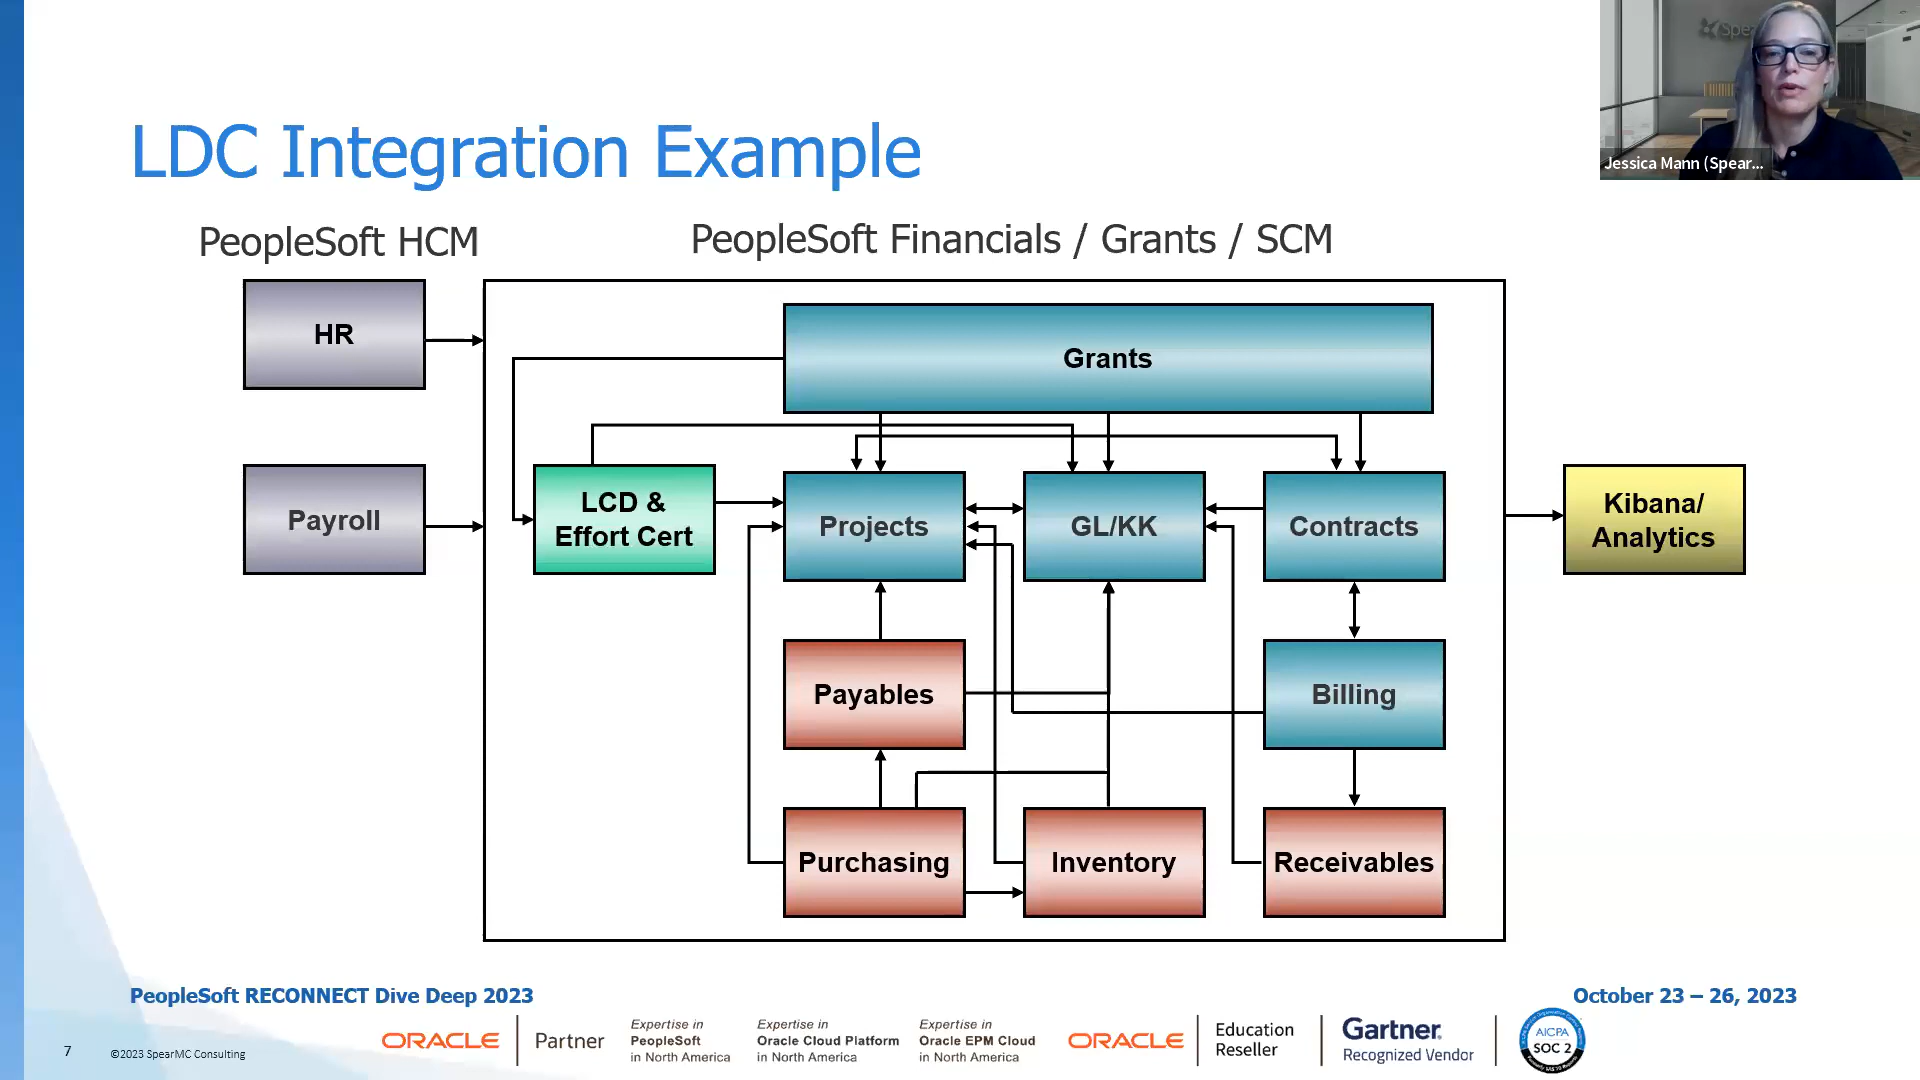 Spea
Jessica Mann (Spear...
LDC Integration Example
PeopleSoft HCM
PeopleSoft Financials / Grants / SCM
HR
Grants
Payroll
LCD &
Effort Cert
Projects
GL/KK
Contracts
Kibana/
Analytics
Payables
Billing
Purchasing
Inventory
Receivables
PeopleSoft RECONNECT Dive Deep 2023
October 23 – 26, 2023
7
©2023 SpearMC Consulting
ORACLE
Partner
Expertise in
PeopleSoft
in North America
Expertise in
Oracle Cloud Platform
in North America
Expertise in
Oracle EPM Cloud
in North America
ORACLE
Education
Reseller
Gartner
Recognized Vendor
AICPA
SOC 2